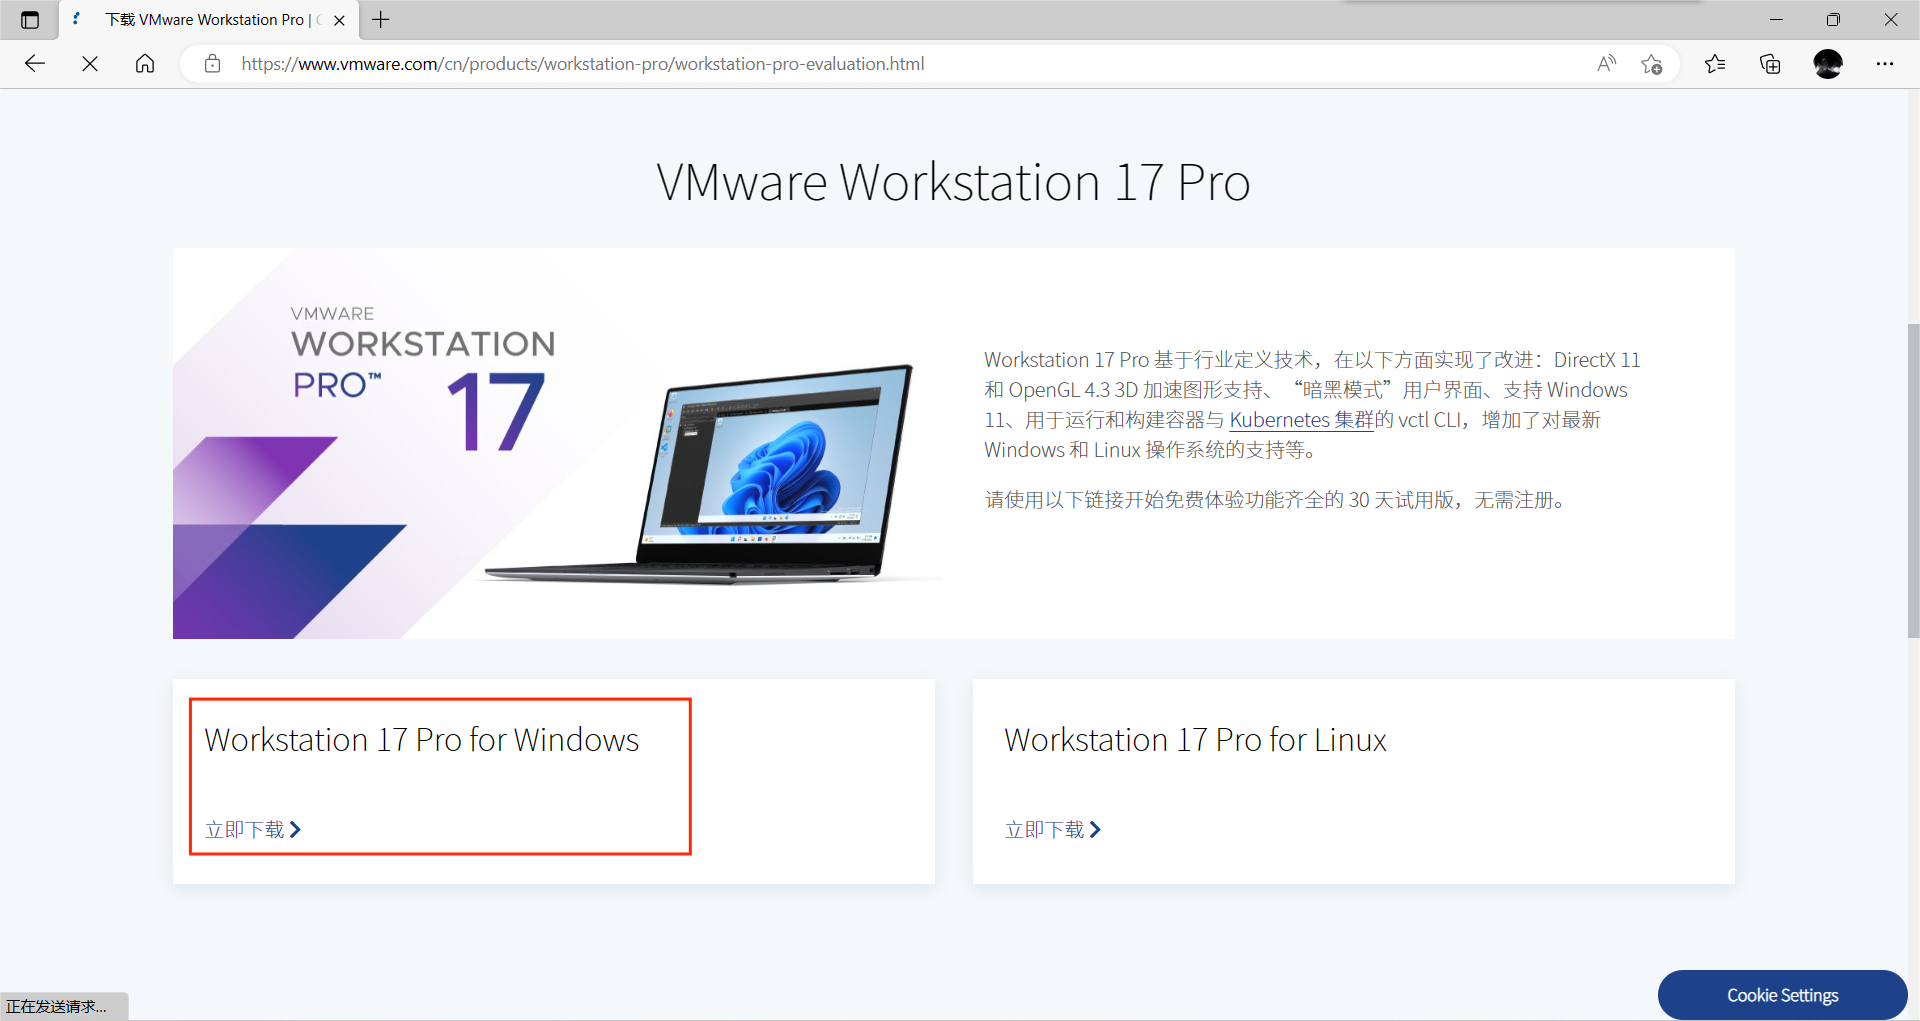 下载 VMware Workstation Pro |
https://www.vmware.com/cn/products/workstation-pro/workstation-pro-evaluation.html
VMware Workstation 17 Pro
VMWARE
WORKSTATION
PRO™ 17
Workstation 17 Pro 基于行业定义技术，在以下方面实现了改进：DirectX 11
和 OpenGL 4.3 3D 加速图形支持、“暗黑模式”用户界面、支持 Windows
11、用于运行和构建容器与 Kubernetes 集群的 vctl CLI，增加了对最新
Windows 和 Linux 操作系统的支持等。
请使用以下链接开始免费体验功能齐全的 30 天试用版，无需注册。
Workstation 17 Pro for Windows
立即下载
Workstation 17 Pro for Linux
立即下载
Cookie Settings
正在发送请求...